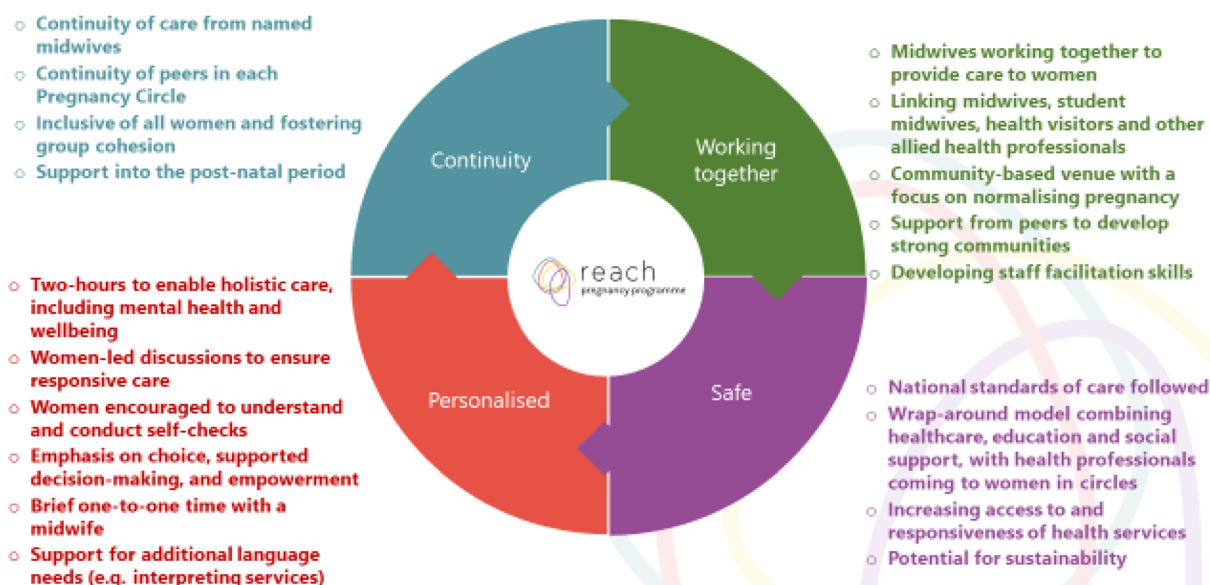 Continuity of care from named
midwives
Continuity of peers in each
Pregnancy Circle
Inclusive of all women and fostering
group cohesion
Support into the post-natal period
Continuity
Working
together
Midwives working together to
provide care to women
Linking midwives, student
midwives, health visitors and other
allied health professionals
Community-based venue with a
focus on normalising pregnancy
Support from peers to develop
strong communities
Developing staff facilitation skills
reach
pregnancy programme
Two-hours to enable holistic care,
including mental health and
wellbeing
Women-led discussions to ensure
responsive care
Women encouraged to understand
and conduct self-checks
Emphasis on choice, supported
decision-making, and empowerment
Brief one-to-one time with a
midwife
Support for additional language
needs (e.g. interpreting services)
Personalised
Safe
National standards of care followed
Wrap-around model combining
healthcare, education and social
support, with health professionals
coming to women in circles
Increasing access to and
responsiveness of health services
Potential for sustainability